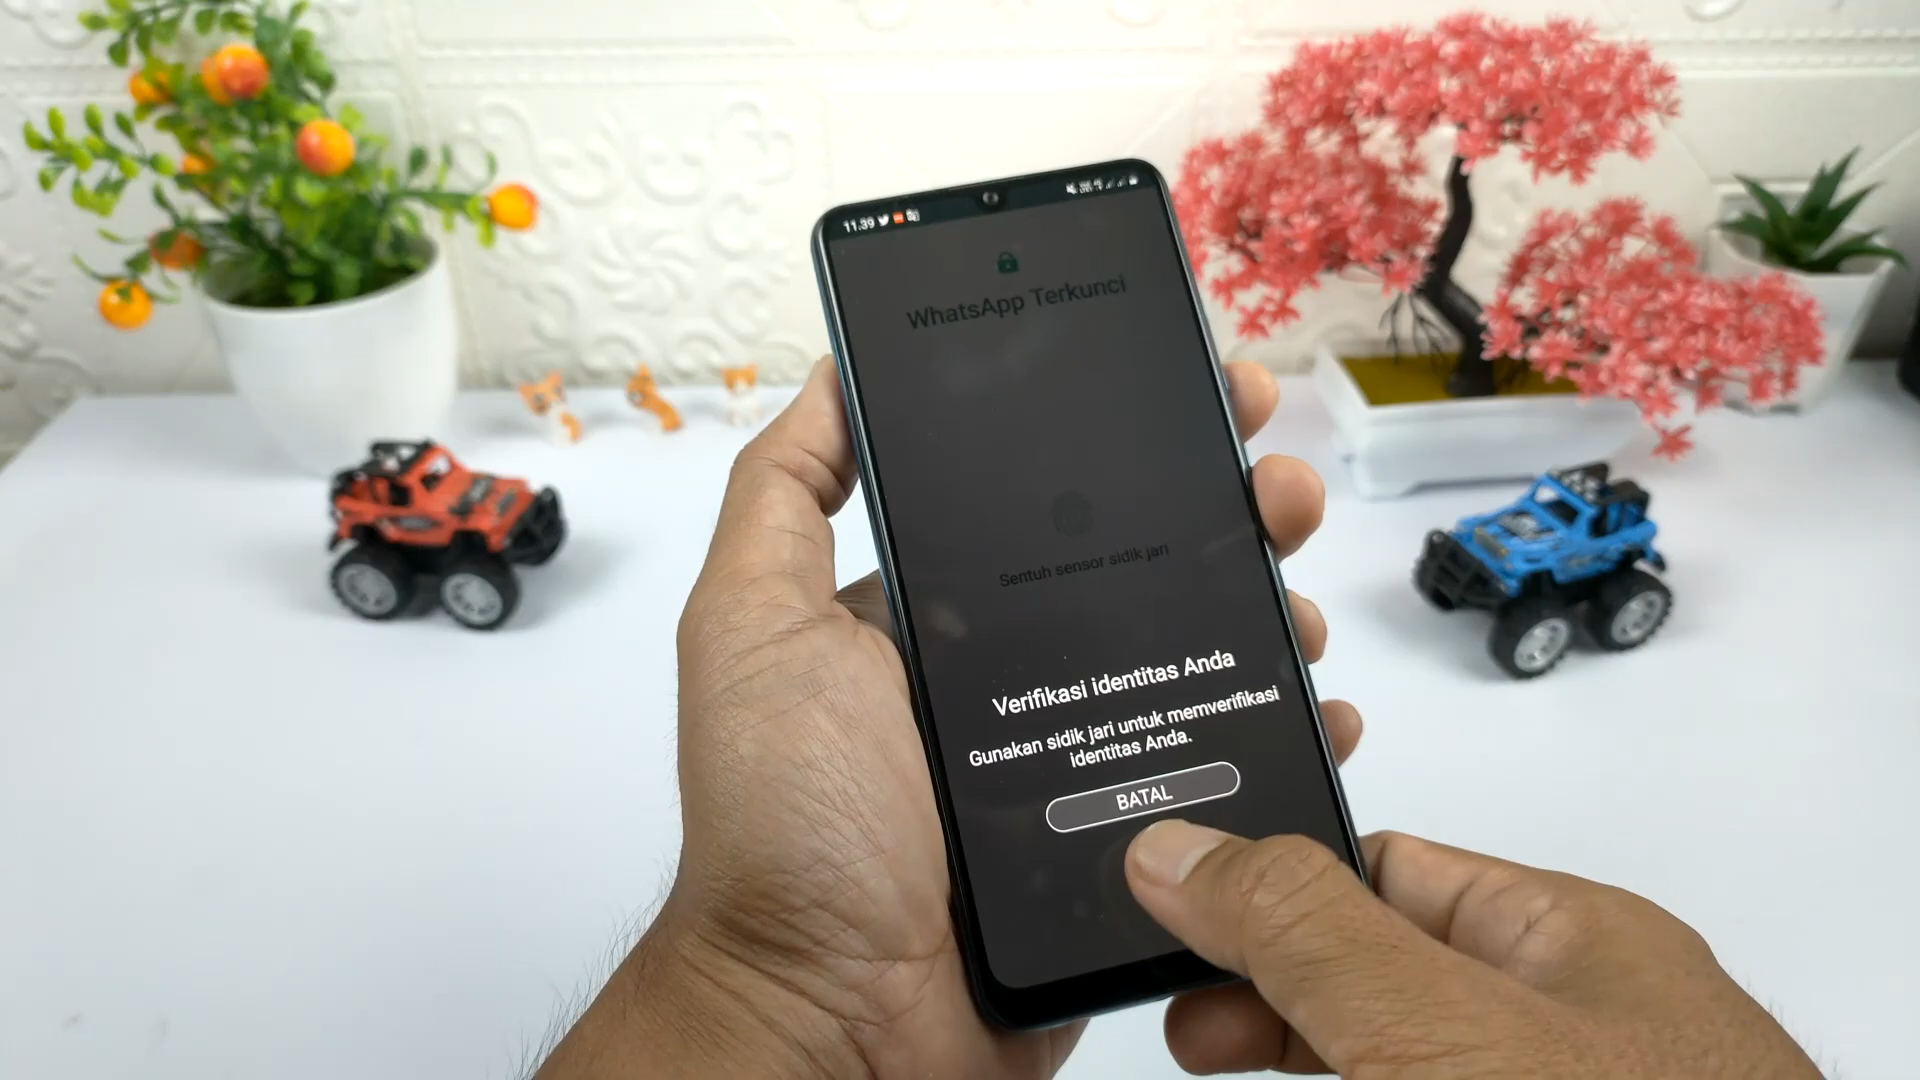 11.39
WhatsApp Terkunci
Sentuh sensor sidik jari
Verifikasi identitas Anda
Gunakan sidik jari untuk memverifikasi
identitas Anda.
BATAL